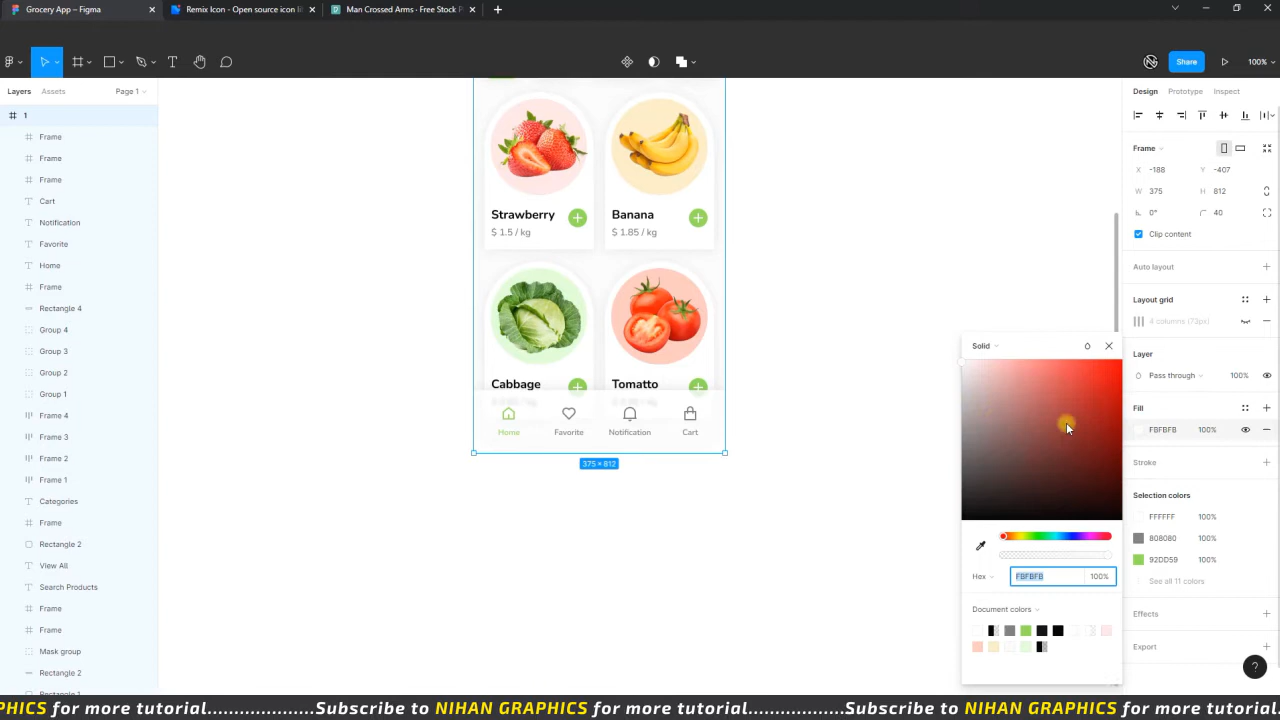 Grocery App – Figma
Remix Icon - Open source icon li
Man Crossed Arms · Free Stock P
Share
100%
Layers
Assets
Page 1
Design
Prototype
Inspect
1
Frame
Frame
Frame
Cart
Notification
Favorite
Home
Frame
Rectangle 4
Group 4
Group 3
Group 2
Group 1
Frame 4
Frame 3
Frame 2
Frame 1
Categories
Frame
Rectangle 2
View All
Search Products
Frame
Frame
Mask group
Rectangle 2
Rectangle 1
Strawberry
$ 1.5 / kg
Banana
$ 1.85 / kg
Cabbage
Tomatto
Home
Favorite
Notification
Cart
375 × 812
Frame
X -188
Y -407
W 375
H 812
0°
40
Clip content
Auto layout
Layout grid
4 columns (73px)
Layer
Pass through
100%
Fill
FBFBFB
100%
Stroke
Selection colors
FFFFFF
100%
808080
100%
92DD59
100%
See all 11 colors
Effects
Export
?
Solid
Hex
FBFBFB
100%
Document colors
PHICS for more tutorial..................Subscribe to NIHAN GRAPHICS for more tutorial..................Subscribe to NIHAN GRAPHICS for more tutorial.